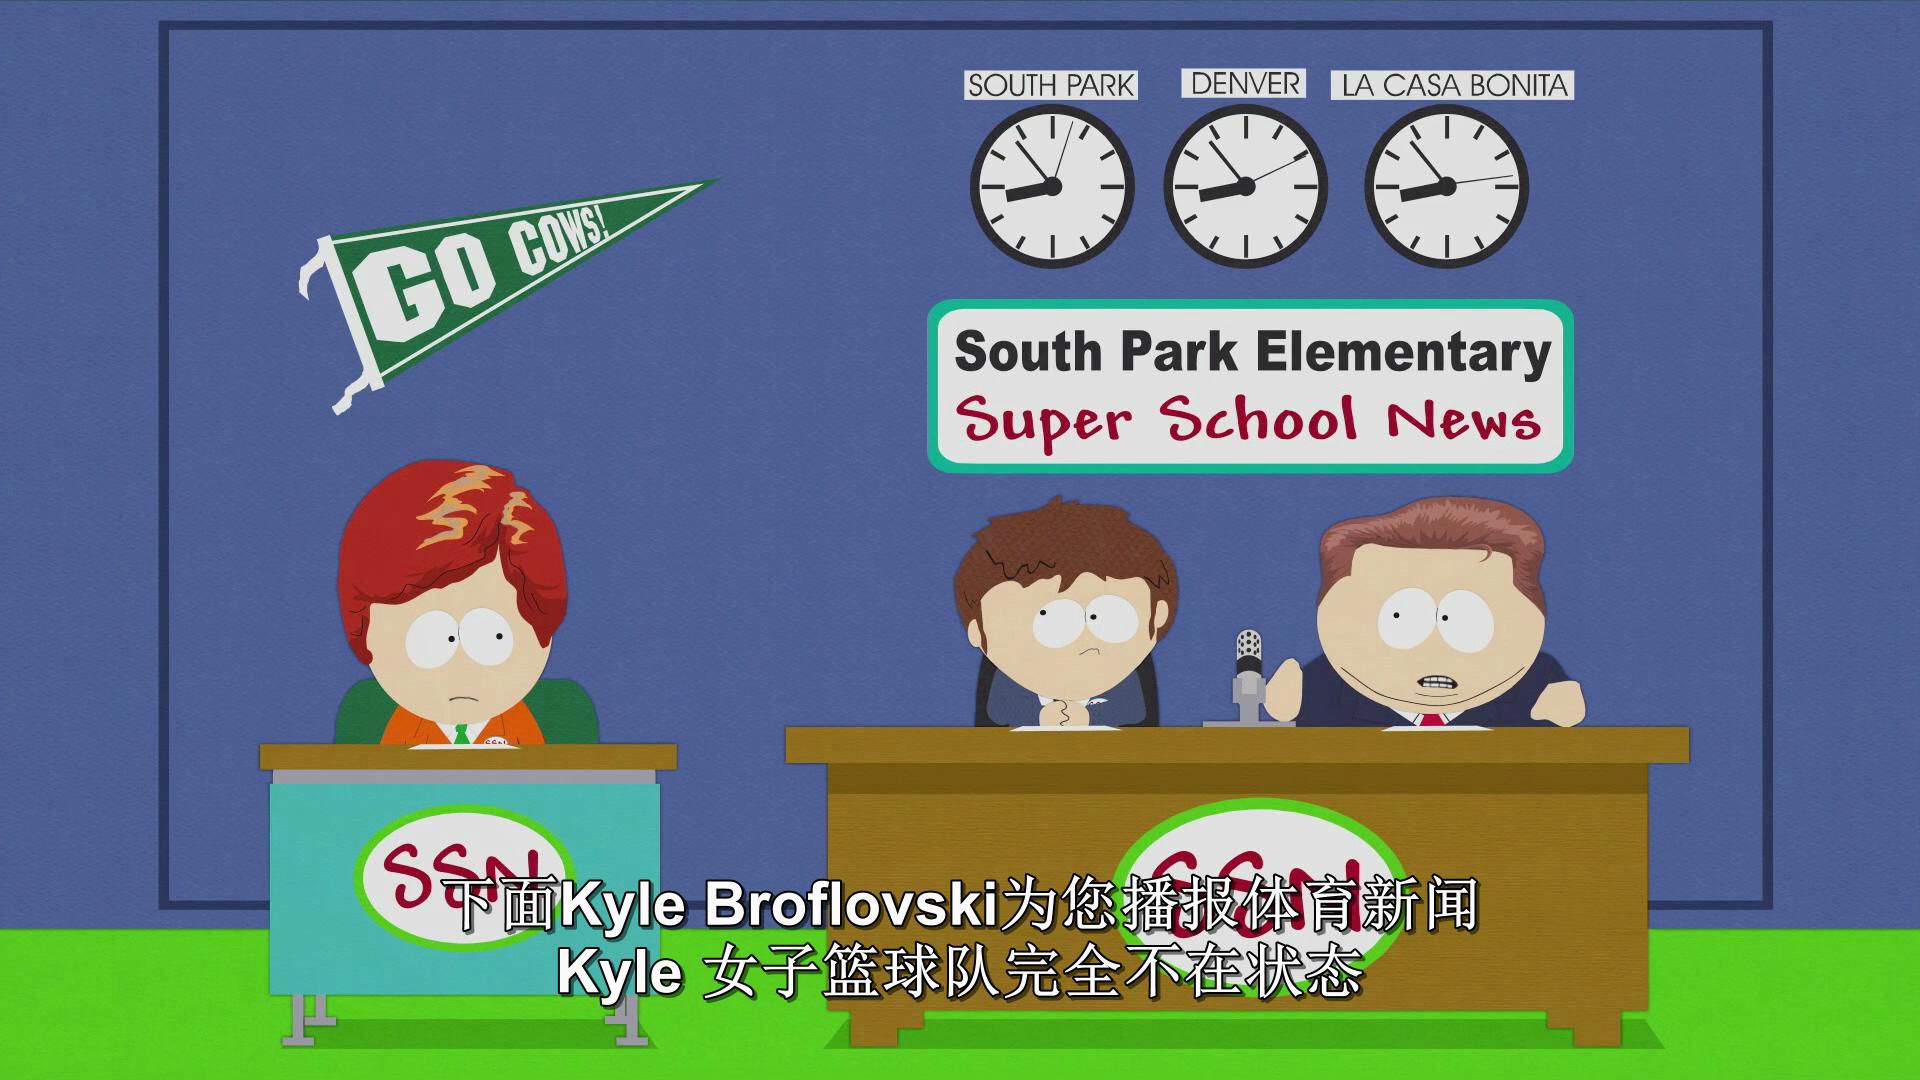 SOUTH PARK
DENVER
LA CASA BONITA
GO COWS!
South Park Elementary
Super School News
SSN
SSN
SSN
下面Kyle Broflovski为您播报体育新闻
Kyle 女子篮球队完全不在状态